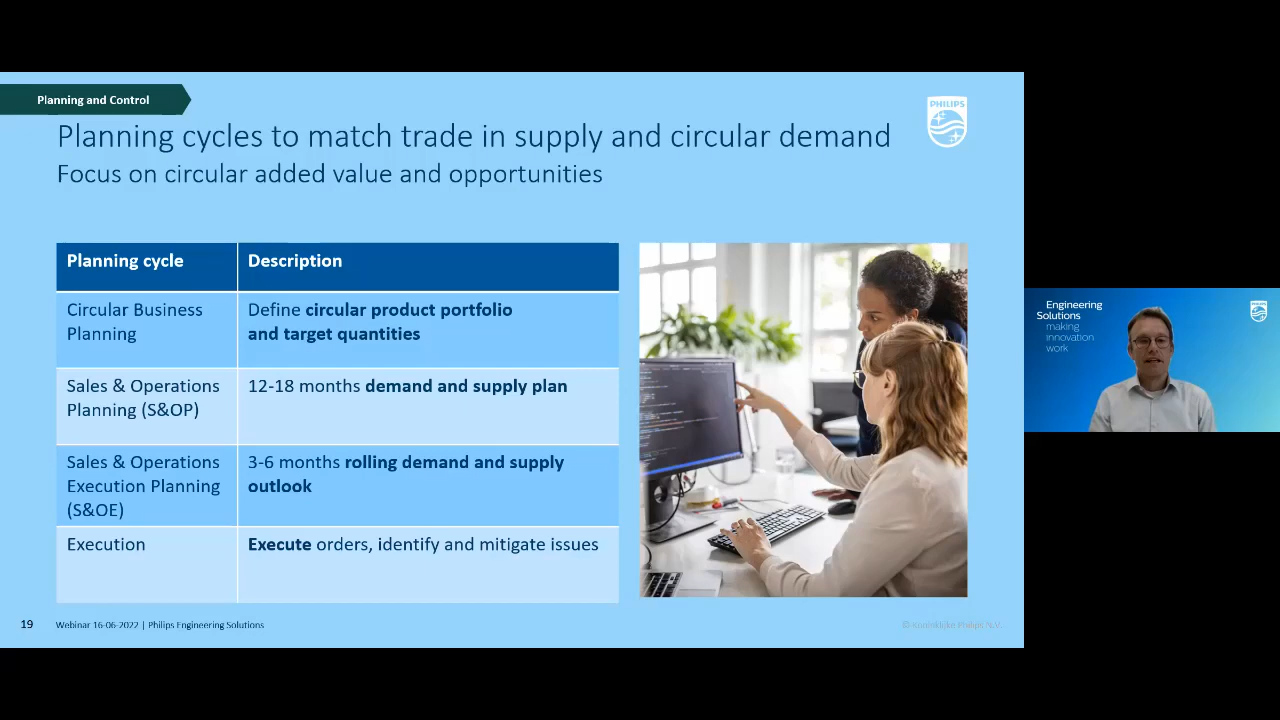 Planning and Control
PHILIPS
Planning cycles to match trade in supply and circular demand
Focus on circular added value and opportunities
Planning cycle
Description
Circular Business
Planning
Define circular product portfolio
and target quantities
Sales & Operations
Planning (S&OP)
12-18 months demand and supply plan
Sales & Operations
Execution Planning
(S&OE)
3-6 months rolling demand and supply
outlook
Execution
Execute orders, identify and mitigate issues
19
Webinar 16-06-2022 | Philips Engineering Solutions
© Koninklijke Philips N.V.
Engineering
Solutions
making
innovation
work